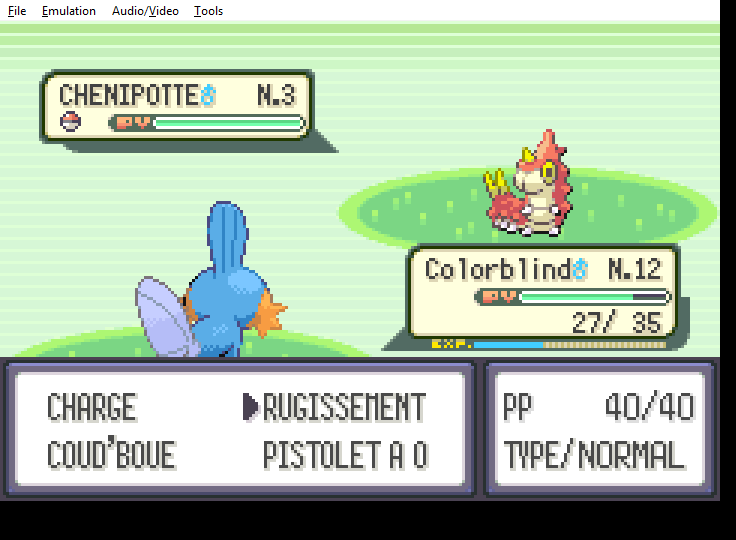 File Emulation Audio/Video Tools
CHENIPOTTE♂ N.3
PV
Colorblind♂ N.12
PV
27/ 35
EXP.
CHARGE RUGISSEMENT
COUD'BOUE PISTOLET A O
PP 40/40
TYPE/NORMAL